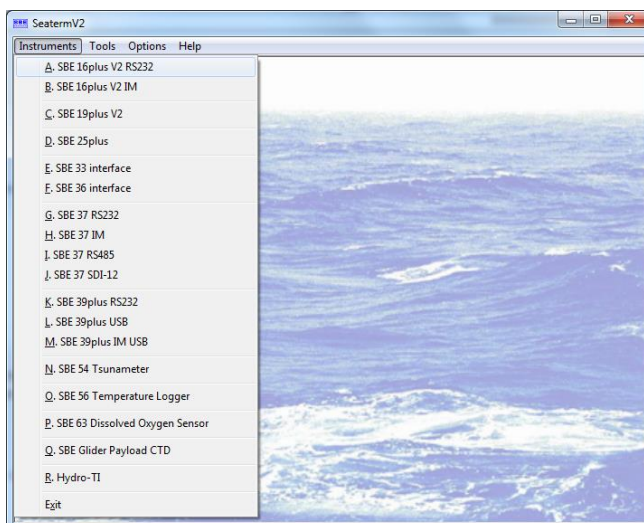 SeatermV2
Instruments Tools Options Help
A. SBE 16plus V2 RS232
B. SBE 16plus V2 IM
C. SBE 19plus V2
D. SBE 25plus
E. SBE 33 interface
F. SBE 36 interface
G. SBE 37 RS232
H. SBE 37 IM
I. SBE 37 RS485
J. SBE 37 SDI-12
K. SBE 39plus RS232
L. SBE 39plus USB
M. SBE 39plus IM USB
N. SBE 54 Tsunameter
O. SBE 56 Temperature Logger
P. SBE 63 Dissolved Oxygen Sensor
Q. SBE Glider Payload CTD
R. Hydro-TI
Exit